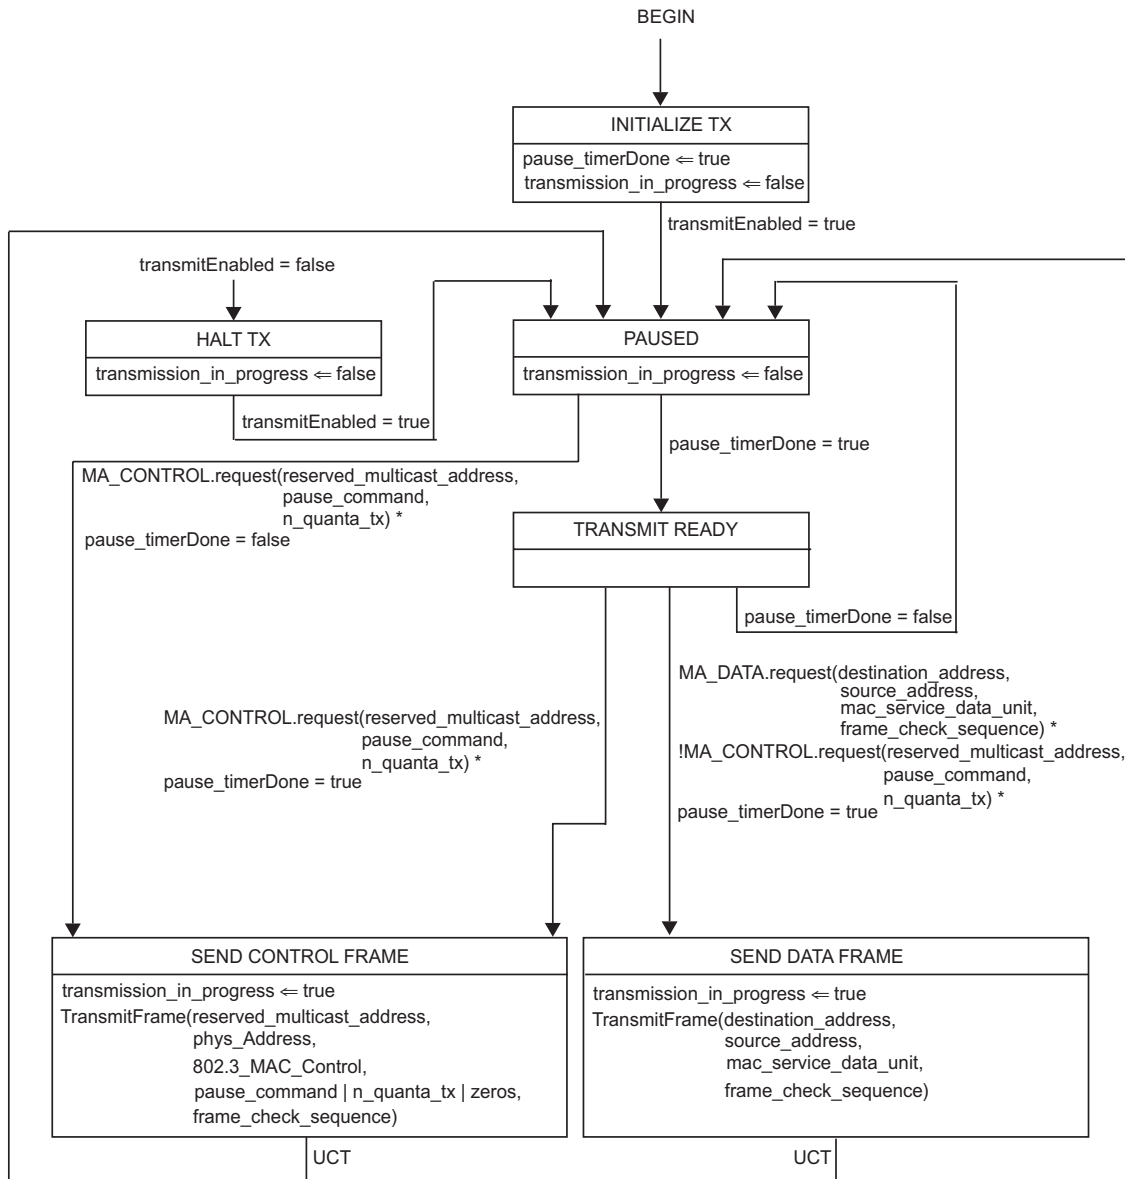 BEGIN
INITIALIZE TX
pause_timerDone ⇐ true
transmission_in_progress ⇐ false
transmitEnabled = true
transmitEnabled = false
HALT TX
transmission_in_progress ⇐ false
transmitEnabled = true
PAUSED
transmission_in_progress ⇐ false
pause_timerDone = true
MA_CONTROL.request(reserved_multicast_address,
pause_command,
n_quanta_tx) *
pause_timerDone = false
TRANSMIT READY
pause_timerDone = false
MA_CONTROL.request(reserved_multicast_address,
pause_command,
n_quanta_tx) *
pause_timerDone = true
MA_DATA.request(destination_address,
source_address,
mac_service_data_unit,
frame_check_sequence) *
!MA_CONTROL.request(reserved_multicast_address,
pause_command,
n_quanta_tx) *
pause_timerDone = true
SEND CONTROL FRAME
transmission_in_progress ⇐ true
TransmitFrame(reserved_multicast_address,
phys_Address,
802.3_MAC_Control,
pause_command | n_quanta_tx | zeros,
frame_check_sequence)
UCT
SEND DATA FRAME
transmission_in_progress ⇐ true
TransmitFrame(destination_address,
source_address,
mac_service_data_unit,
frame_check_sequence)
UCT